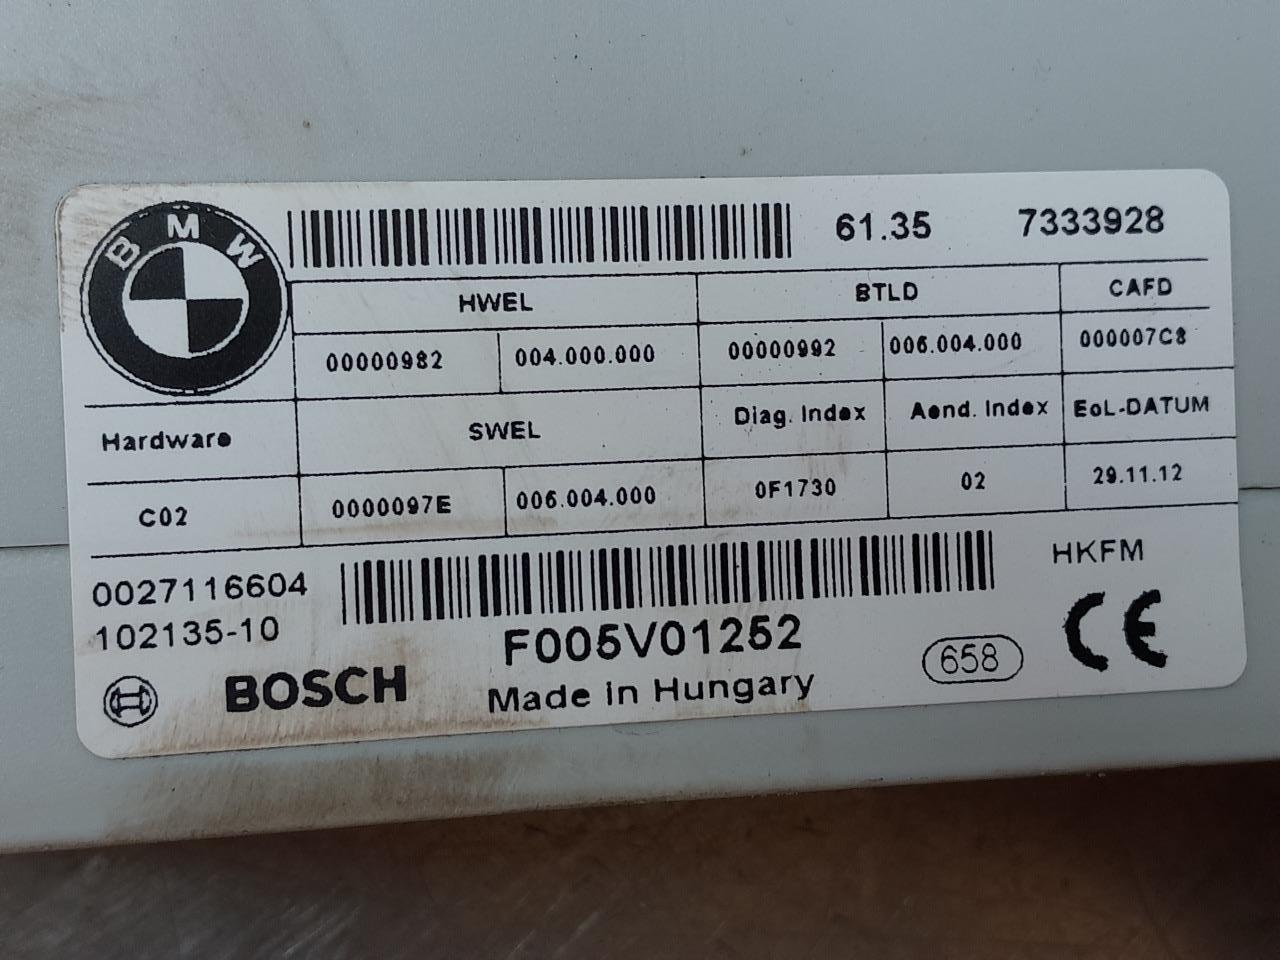 BMW
61.35 7333928
HWEL BTLD CAFD
00000982 004.000.000 00000992 006.004.000 000007C8
Hardware SWEL Diag. Index Aend. Index EoL-DATUM
C02 0000097E 006.004.000 0F1730 02 29.11.12
0027116604 HKFM
102135-10 F005V01252
BOSCH Made in Hungary 658 CE